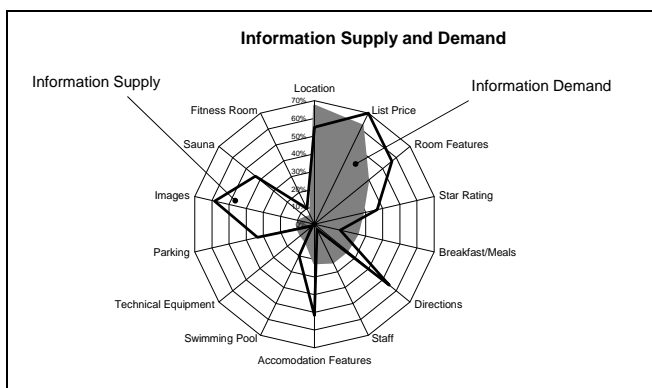 Information Supply and Demand
Information Supply
Information Demand
Location
70%
60%
50%
40%
30%
20%
10%
0%
List Price
Room Features
Star Rating
Breakfast/Meals
Directions
Staff
Accomodation Features
Swimming Pool
Technical Equipment
Parking
Images
Sauna
Fitness Room